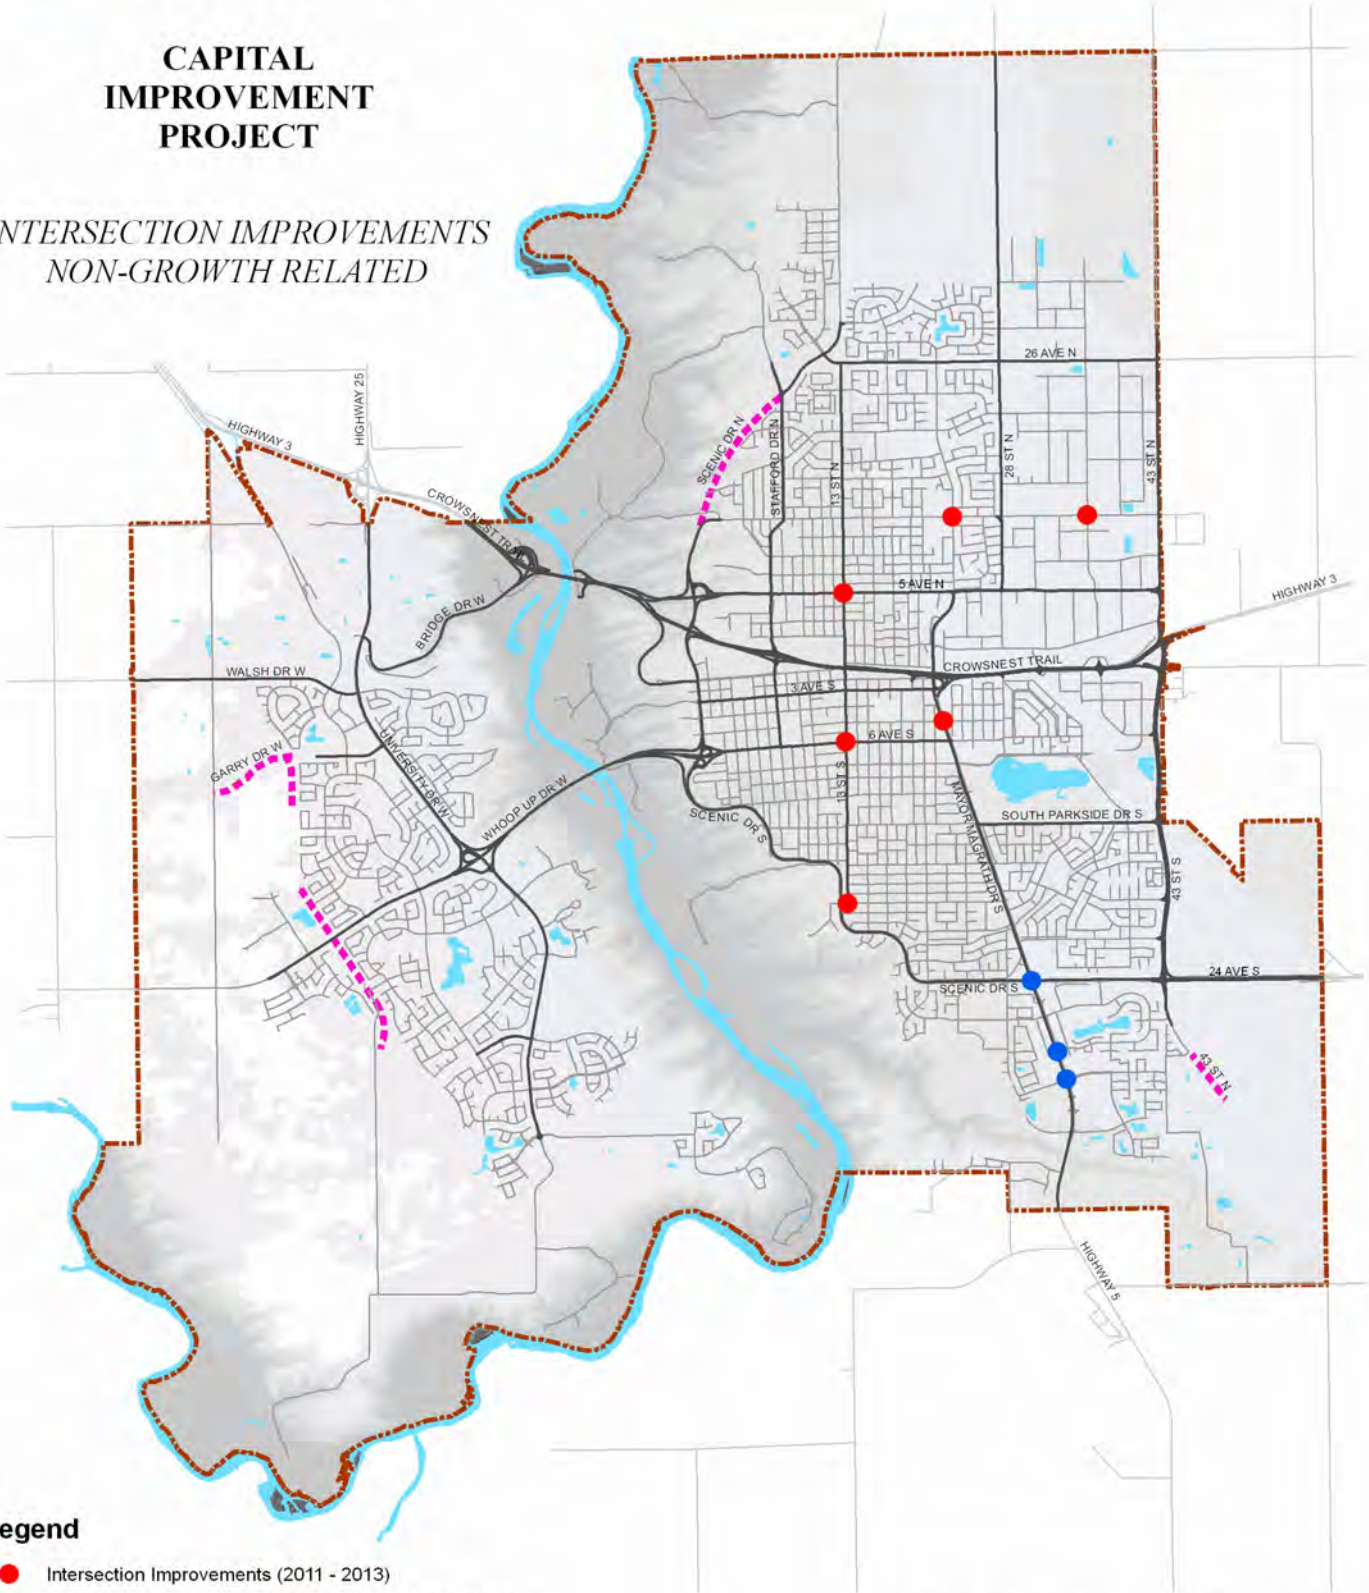 CAPITAL
IMPROVEMENT
PROJECT
NTERSECTION IMPROVEMENTS
NON-GROWTH RELATED
26 AVE N
HIGHWAY 25
HIGHWAY 3
SCENIC DR N
STAFFORD DR N
13 ST N
28 ST N
43 ST N
CROWSNEST TRAIL
5 AVE N
HIGHWAY 3
BRIDGE DR W
WALSH DR W
CROWSNEST TRAIL
3 AVE S
6 AVE S
GARRY DR W
UNIVERSITY DR W
WHOOP UP DR W
13 ST S
MAYOR MAGRATH DR S
SCENIC DR S
SOUTH PARKSIDE DR S
43 ST S
24 AVE S
SCENIC DR S
43 ST N
HIGHWAY 5
egend
Intersection Improvements (2011 - 2013)